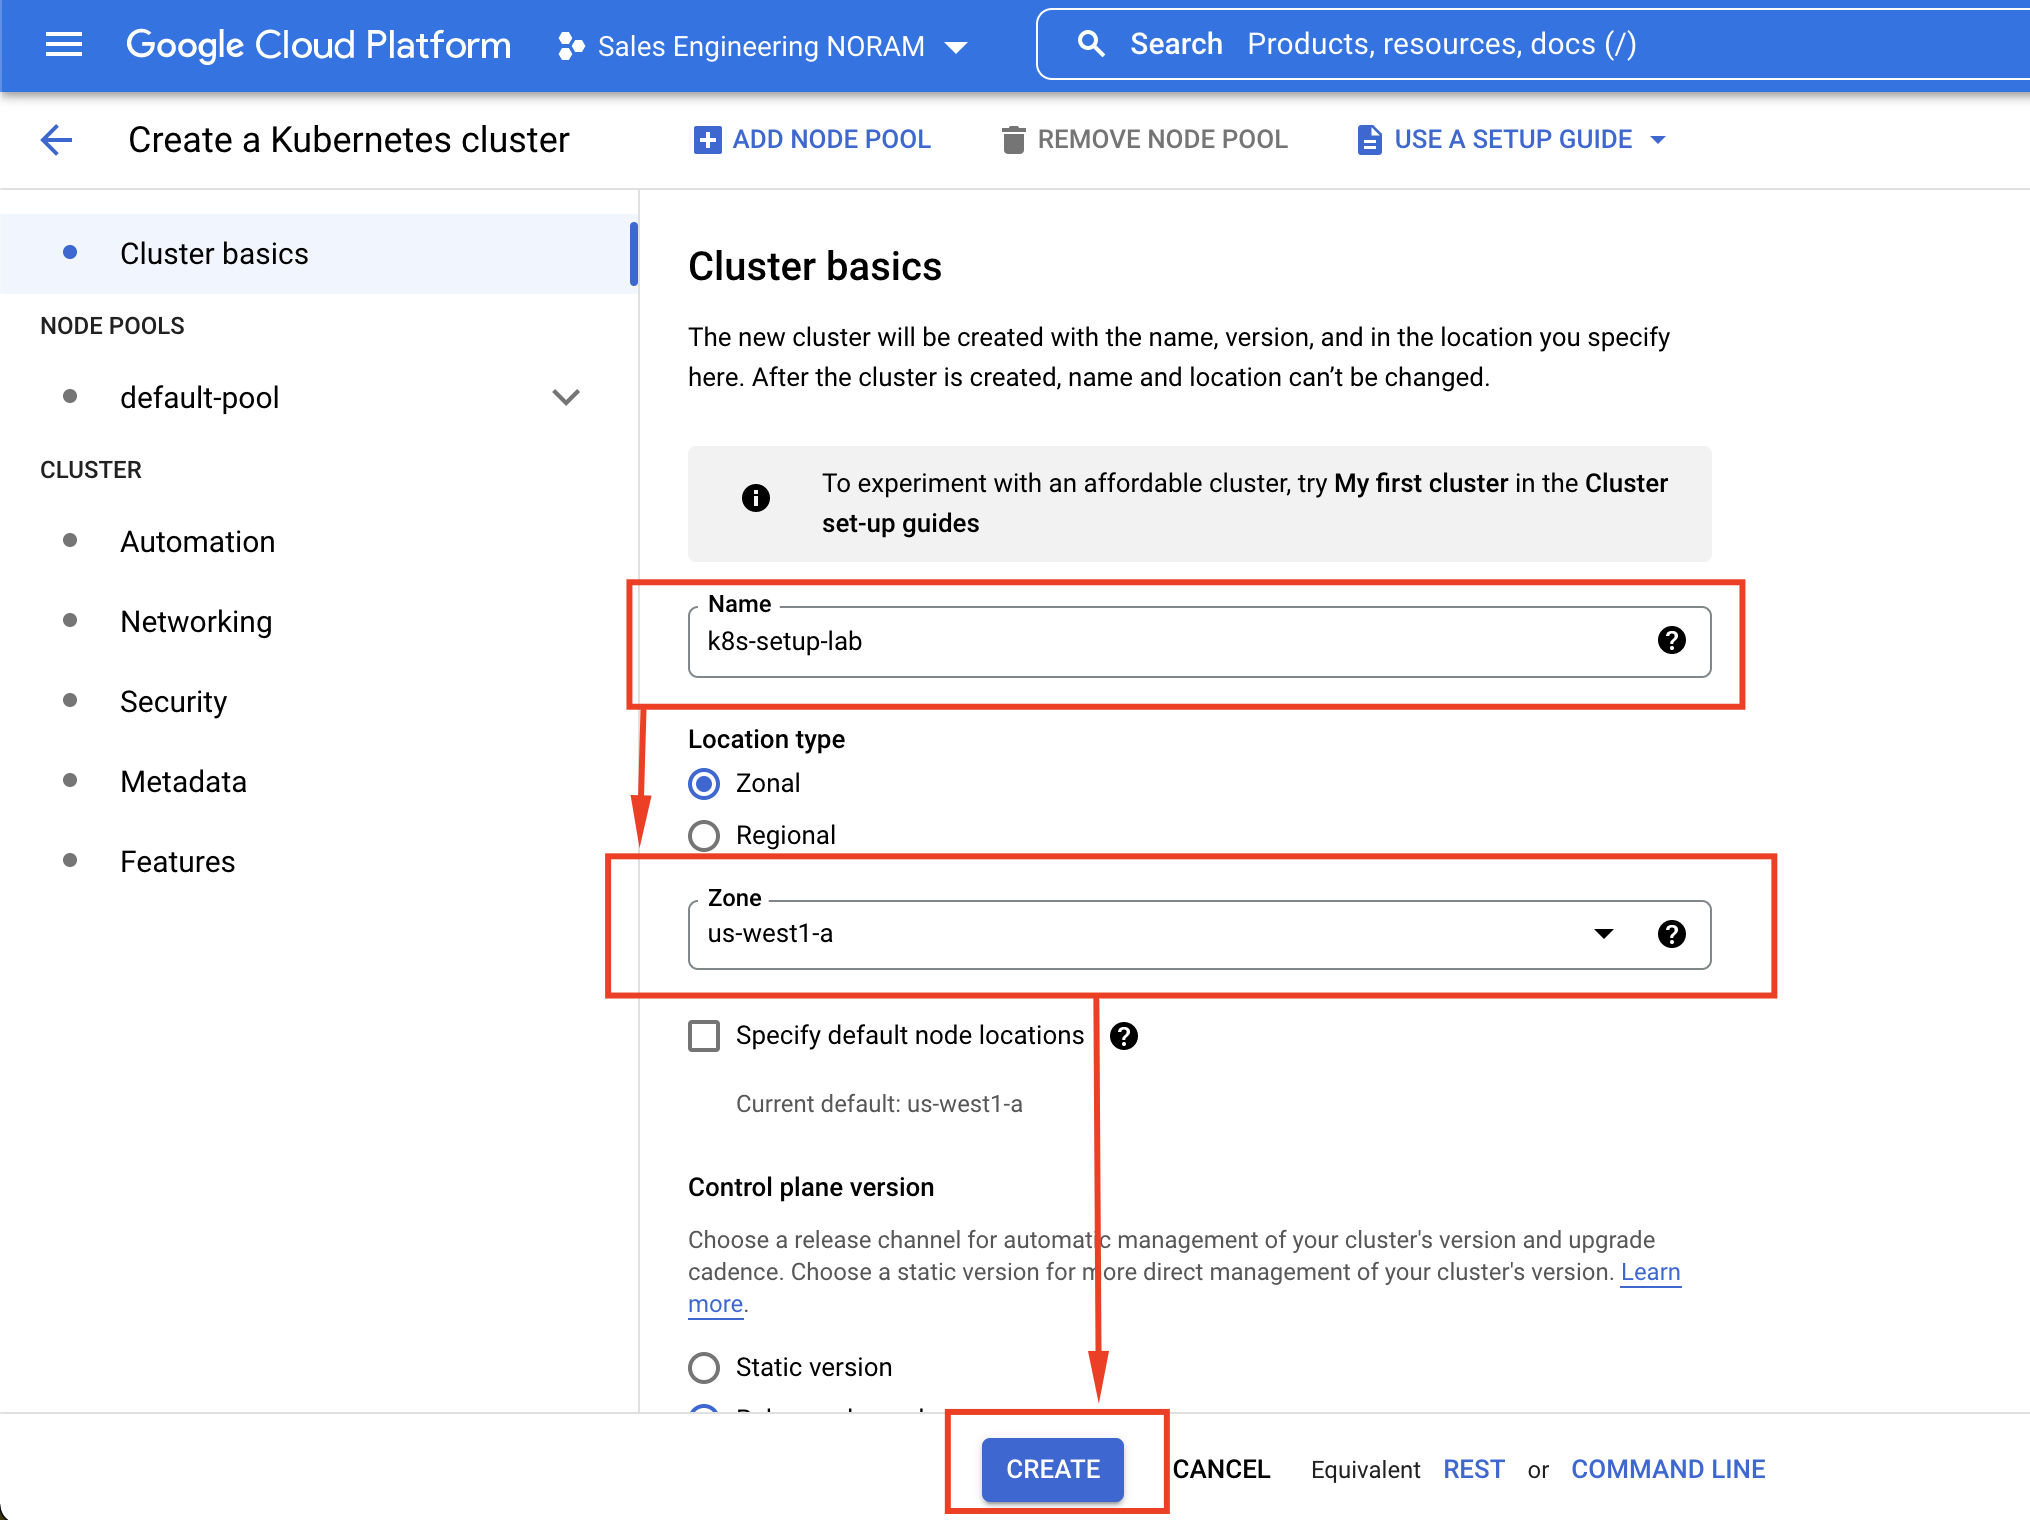 Google Cloud Platform
Sales Engineering NORAM
Search Products, resources, docs (/)
Create a Kubernetes cluster
ADD NODE POOL
REMOVE NODE POOL
USE A SETUP GUIDE
Cluster basics
NODE POOLS
default-pool
CLUSTER
Automation
Networking
Security
Metadata
Features
Cluster basics
The new cluster will be created with the name, version, and in the location you specify
here. After the cluster is created, name and location can’t be changed.
To experiment with an affordable cluster, try My first cluster in the Cluster
set-up guides
Name
k8s-setup-lab
Location type
Zonal
Regional
Zone
us-west1-a
Specify default node locations
Current default: us-west1-a
Control plane version
Choose a release channel for automatic management of your cluster's version and upgrade
cadence. Choose a static version for more direct management of your cluster's version. Learn
more.
Static version
CREATE
CANCEL
Equivalent REST or COMMAND LINE